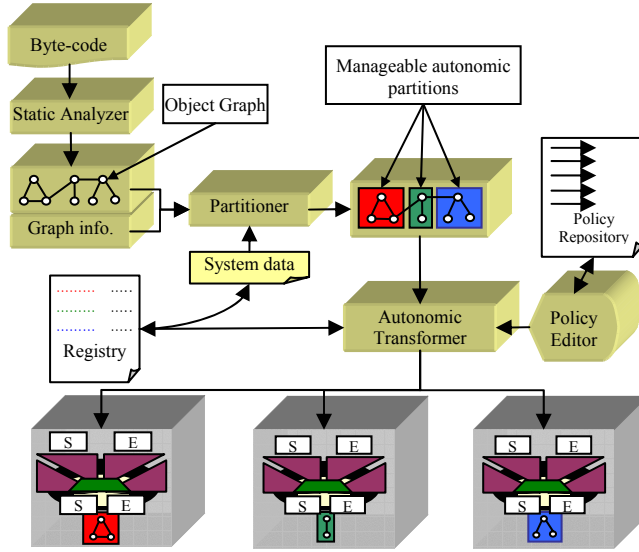 Byte-code
Static Analyzer
Object Graph
Manageable autonomic
partitions
Graph info.
Partitioner
Policy
Repository
System data
Registry
Autonomic
Transformer
Policy
Editor
S
E
S
E
S
E
S
E
S
E
S
E